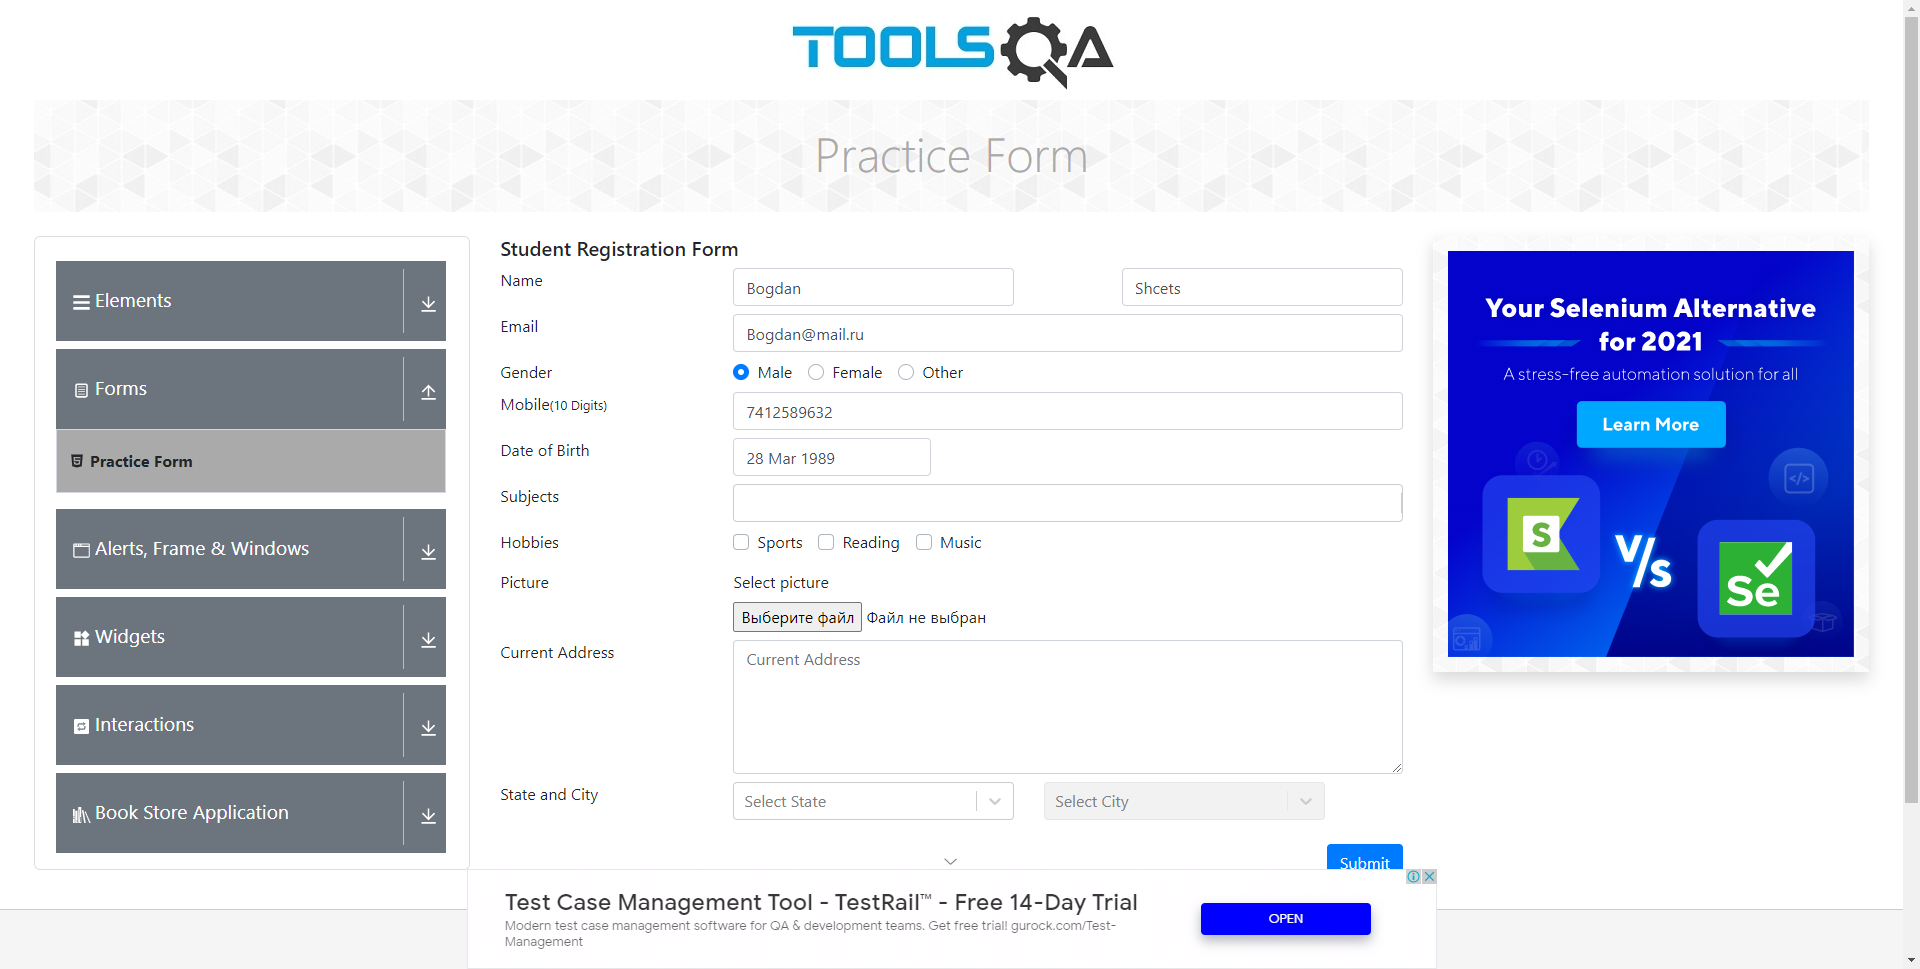 TOOLSQA
Practice Form
Elements
Forms
Practice Form
Alerts, Frame & Windows
Widgets
Interactions
Book Store Application
Student Registration Form
Name
Bogdan
Shcets
Email
Bogdan@mail.ru
Gender
Male
Female
Other
Mobile(10 Digits)
7412589632
Date of Birth
28 Mar 1989
Subjects
Hobbies
Sports
Reading
Music
Picture
Select picture
Выберите файл
Файл не выбран
Current Address
Current Address
State and City
Select State
Select City
Submit
Your Selenium Alternative
for 2021
A stress-free automation solution for all
Learn More
S
V/s
Se
Test Case Management Tool - TestRail™ - Free 14-Day Trial
Modern test case management software for QA & development teams. Get free trial! gurock.com/Test-
Management
OPEN